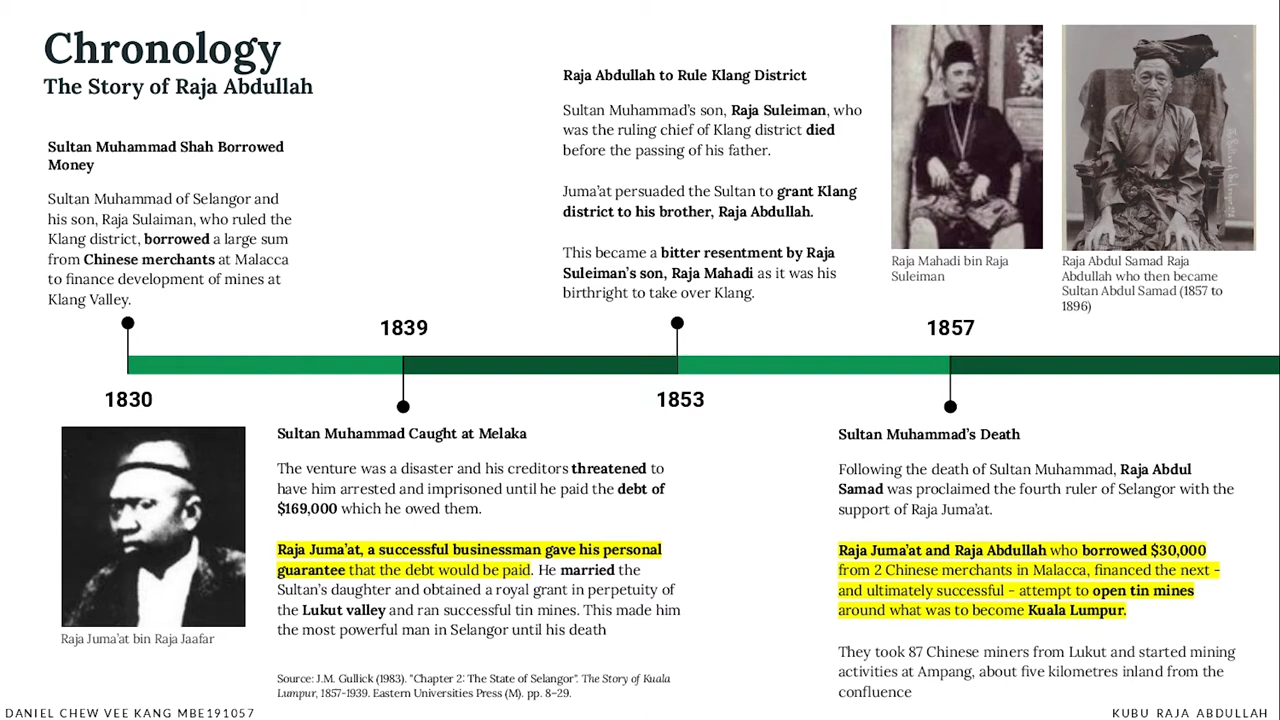 Chronology
The Story of Raja Abdullah
Sultan Muhammad Shah Borrowed
Money
Sultan Muhammad of Selangor and
his son, Raja Sulaiman, who ruled the
Klang district, borrowed a large sum
from Chinese merchants at Malacca
to finance development of mines at
Klang Valley.
1830
Raja Juma’at bin Raja Jaafar
1839
Sultan Muhammad Caught at Melaka
The venture was a disaster and his creditors threatened to
have him arrested and imprisoned until he paid the debt of
$169,000 which he owed them.
Raja Juma’at, a successful businessman gave his personal
guarantee that the debt would be paid. He married the
Sultan’s daughter and obtained a royal grant in perpetuity of
the Lukut valley and ran successful tin mines. This made him
the most powerful man in Selangor until his death
Source: J.M. Gullick (1983). "Chapter 2: The State of Selangor". The Story of Kuala
Lumpur, 1857-1939. Eastern Universities Press (M). pp. 8–29.
Raja Abdullah to Rule Klang District
Sultan Muhammad’s son, Raja Suleiman, who
was the ruling chief of Klang district died
before the passing of his father.
Juma’at persuaded the Sultan to grant Klang
district to his brother, Raja Abdullah.
This became a bitter resentment by Raja
Suleiman’s son, Raja Mahadi as it was his
birthright to take over Klang.
1853
Raja Mahadi bin Raja
Suleiman
Raja Abdul Samad Raja
Abdullah who then became
Sultan Abdul Samad (1857 to
1896)
1857
Sultan Muhammad’s Death
Following the death of Sultan Muhammad, Raja Abdul
Samad was proclaimed the fourth ruler of Selangor with the
support of Raja Juma’at.
Raja Juma’at and Raja Abdullah who borrowed $30,000
from 2 Chinese merchants in Malacca, financed the next -
and ultimately successful - attempt to open tin mines
around what was to become Kuala Lumpur.
They took 87 Chinese miners from Lukut and started mining
activities at Ampang, about five kilometres inland from the
confluence
DANIEL CHEW VEE KANG MBE191057
KUBU RAJA ABDULLAH